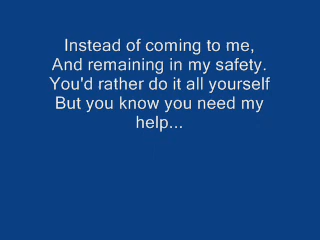 Instead of coming to me,
And remaining in my safety.
You'd rather do it all yourself
But you know you need my
help...